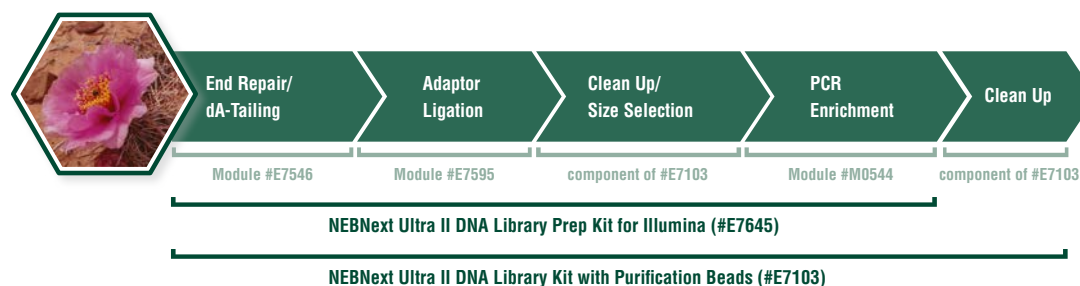 End Repair/
dA-Tailing
Adaptor
Ligation
Clean Up/
Size Selection
PCR
Enrichment
Clean Up
Module #E7546
Module #E7595
component of #E7103
Module #M0544
component of #E7103
NEBNext Ultra II DNA Library Prep Kit for Illumina (#E7645)
NEBNext Ultra II DNA Library Kit with Purification Beads (#E7103)